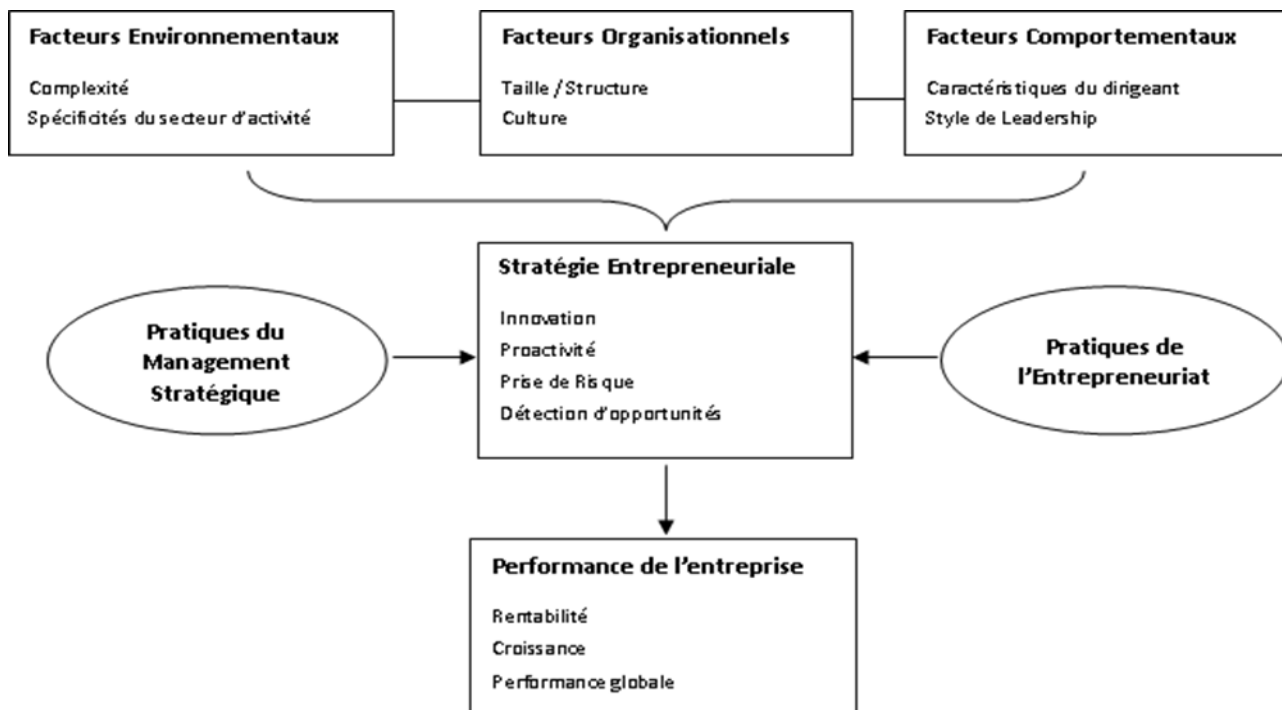 Facteurs Environnementaux
Complexité
Spécificités du secteur d'activité
Facteurs Organisationnels
Taille / Structure
Culture
Facteurs Comportementaux
Caractéristiques du dirigeant
Style de Leadership
Stratégie Entrepreneuriale
Innovation
Proactivité
Prise de Risque
Détection d'opportunités
Pratiques du
Management
Stratégique
Pratiques de
l'Entrepreneuriat
Performance de l'entreprise
Rentabilité
Croissance
Performance globale